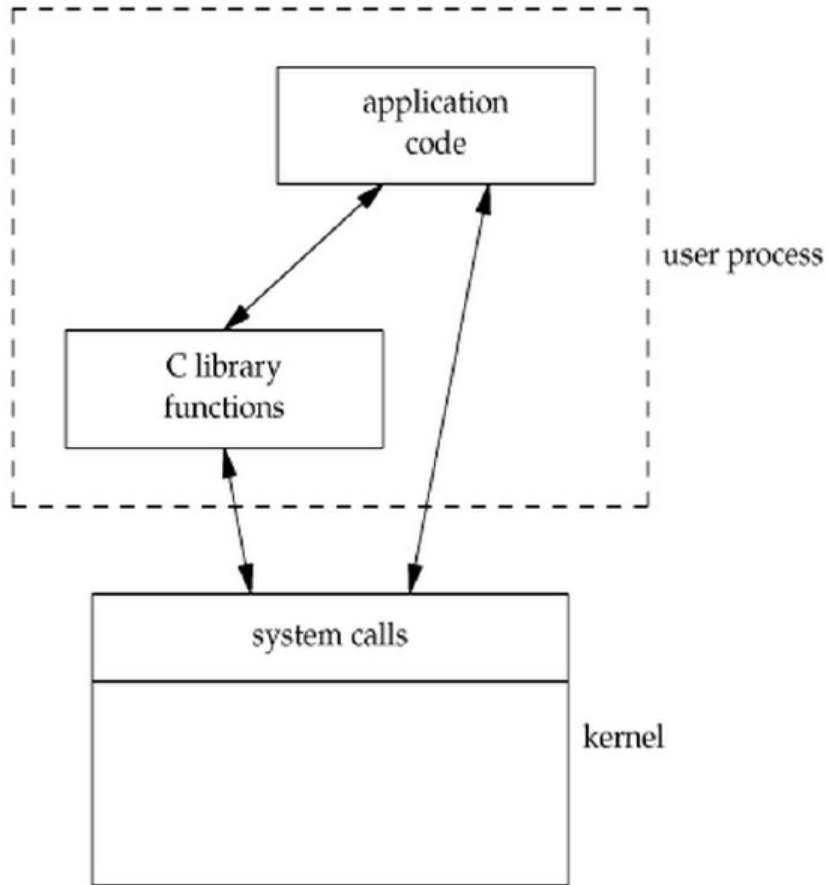 application
code
user process
C library
functions
system calls
kernel